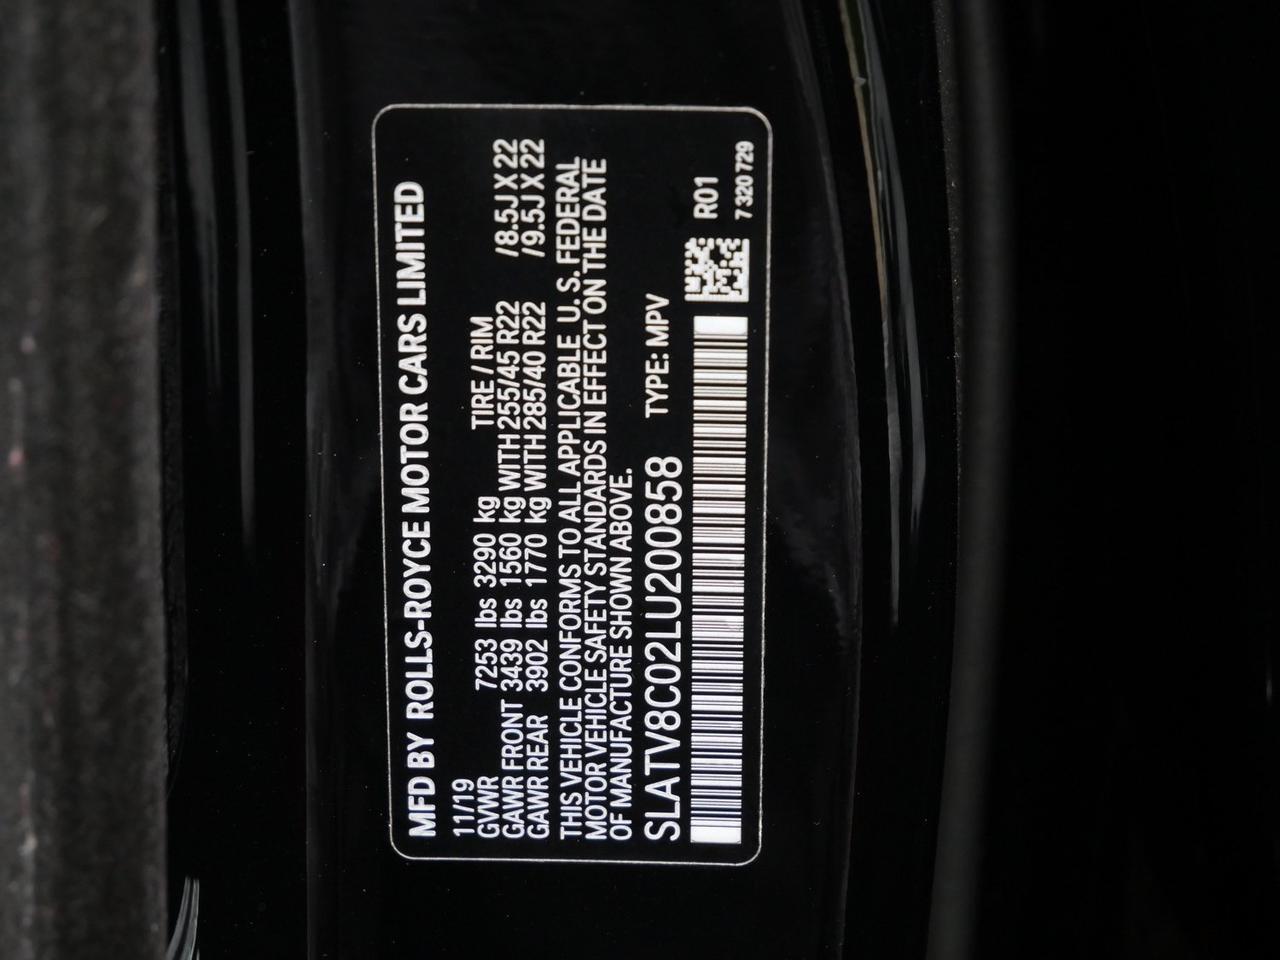 MFD BY ROLLS-ROYCE MOTOR CARS LIMITED
11/19
GVWR 7253 lbs 3290 kg TIRE / RIM
GAWR FRONT 3439 lbs 1560 kg WITH 255/45 R22 /8.5J X 22
GAWR REAR 3902 lbs 1770 kg WITH 285/40 R22 /9.5J X 22
THIS VEHICLE CONFORMS TO ALL APPLICABLE U. S. FEDERAL
MOTOR VEHICLE SAFETY STANDARDS IN EFFECT ON THE DATE
OF MANUFACTURE SHOWN ABOVE.
SLATV8C02LU200858 TYPE: MPV
R01
7 320 729